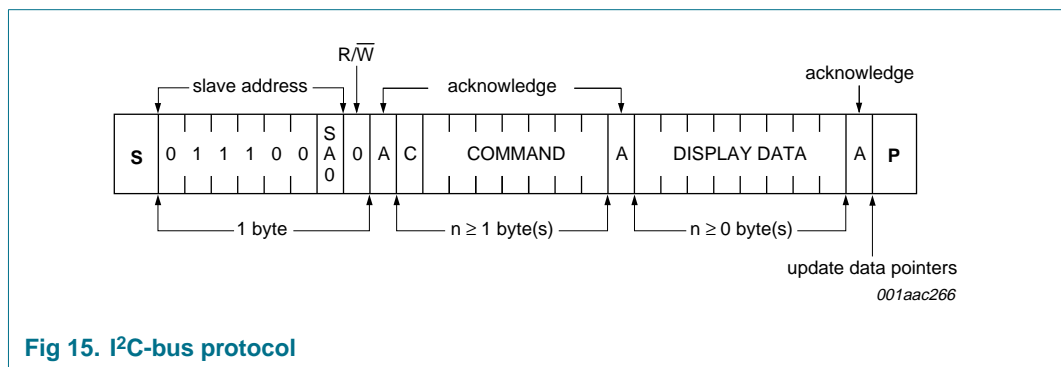 R/W̅
slave address
acknowledge
acknowledge
S 0 1 1 1 0 0 SA0 0 A C COMMAND A DISPLAY DATA A P
1 byte
n ≥ 1 byte(s)
n ≥ 0 byte(s)
update data pointers
001aac266
Fig 15. I²C-bus protocol